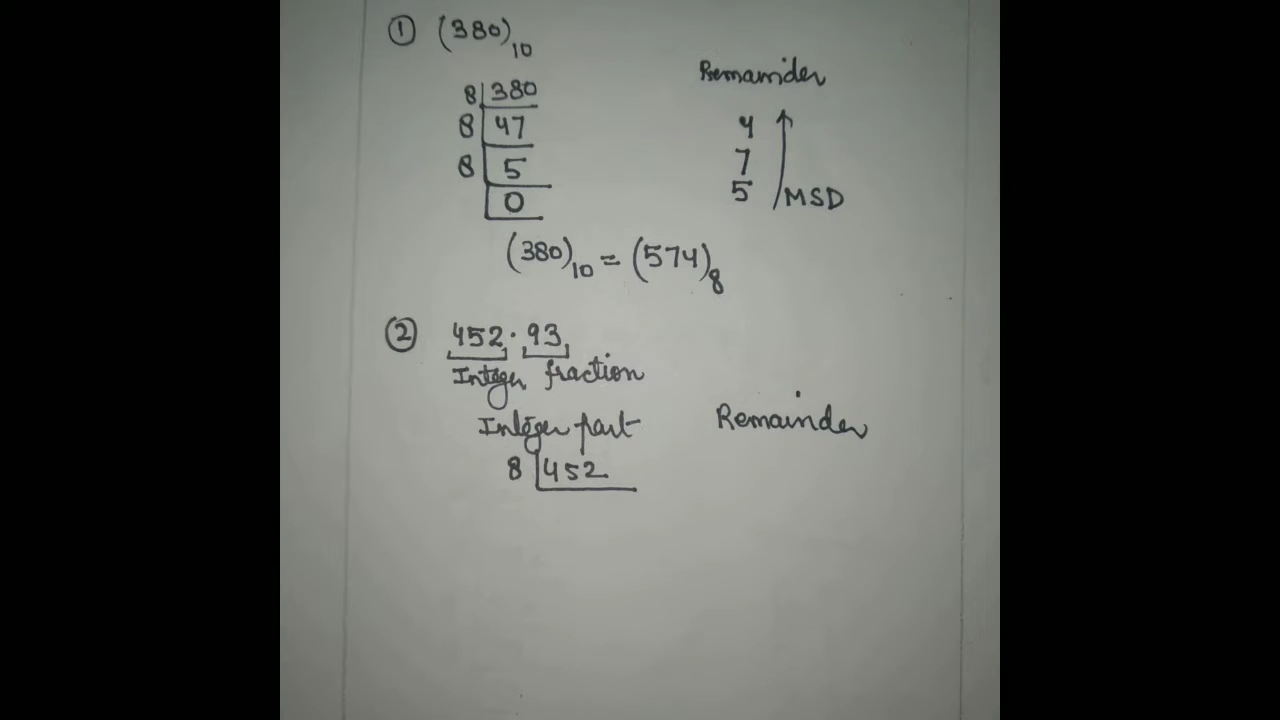 ① (380)10
Remainder
8 380
8 47 4
8 5 7
0 5 MSD
(380)10 = (574)8
② 452.93
Integer fraction
Integer part Remainder
8 452